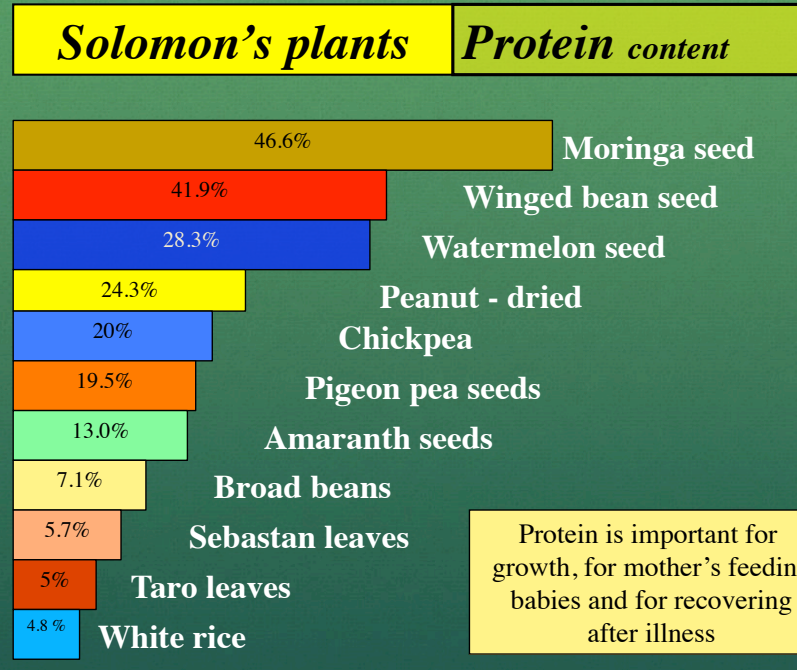 Solomon's plants
Protein content
46.6% Moringa seed
41.9% Winged bean seed
28.3% Watermelon seed
24.3% Peanut - dried
20% Chickpea
19.5% Pigeon pea seeds
13.0% Amaranth seeds
7.1% Broad beans
5.7% Sebastan leaves
5% Taro leaves
4.8 % White rice
Protein is important for
growth, for mother's feedin
babies and for recovering
after illness